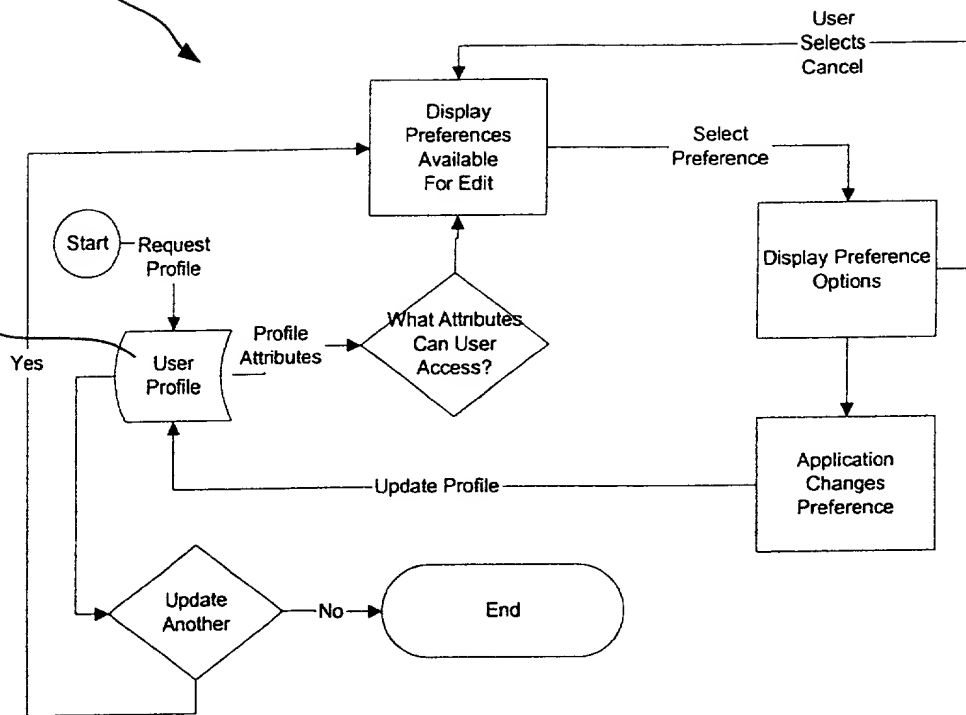 User
Selects
Cancel
Display
Preferences
Available
For Edit
Select
Preference
Start
Request
Profile
Display Preference
Options
Yes
User
Profile
Profile
Attributes
What Attributes
Can User
Access?
Application
Changes
Preference
Update Profile
Update
Another
No
End